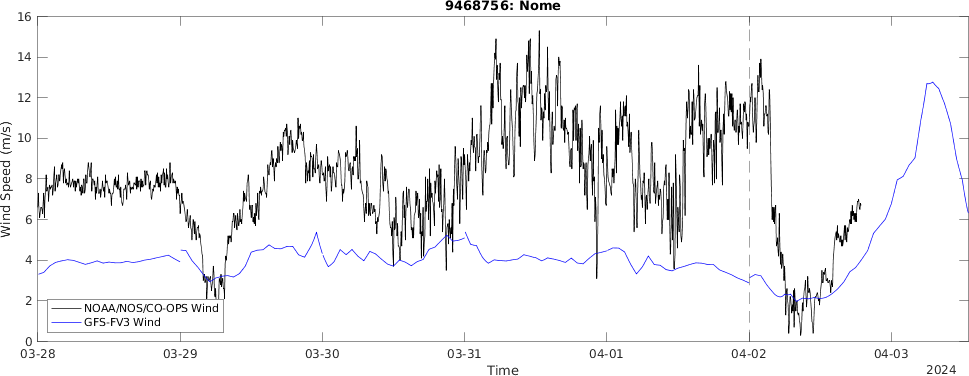 9468756: Nome
16
14
12
10
8
6
4
2
0
Wind Speed (m/s)
NOAA/NOS/CO-OPS Wind
GFS-FV3 Wind
03-28 03-29 03-30 03-31 04-01 04-02 04-03
Time
2024